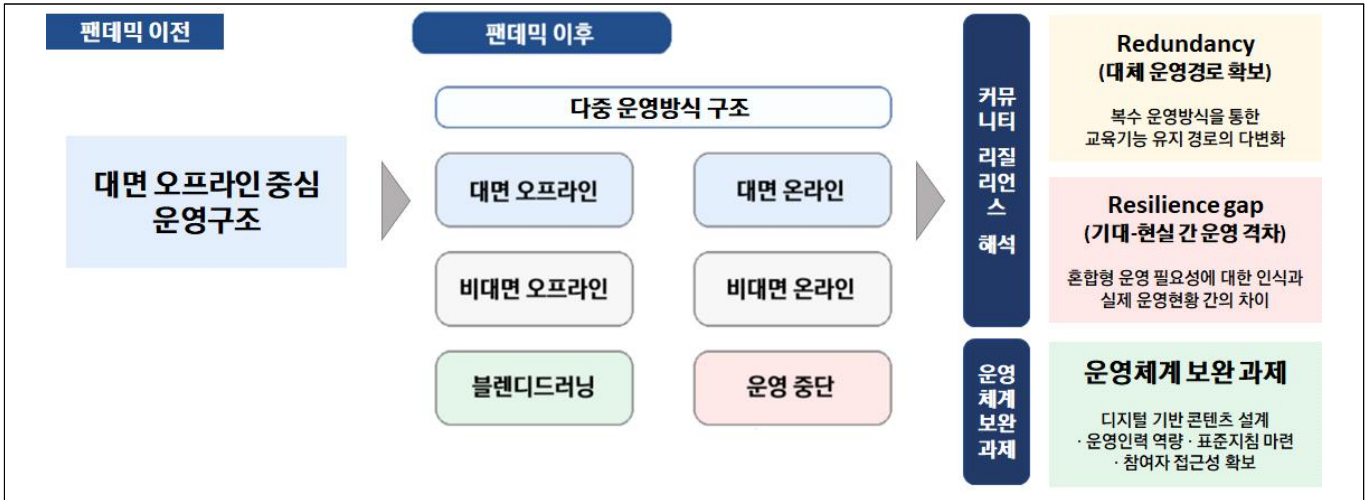 팬데믹 이전
대면 오프라인 중심
운영구조
팬데믹 이후
다중 운영방식 구조
대면 오프라인
대면 온라인
비대면 오프라인
비대면 온라인
블렌디드러닝
운영 중단
커뮤
니티
리질
리언
스
해석
Redundancy
(대체 운영경로 확보)
복수 운영방식을 통한
교육기능 유지 경로의 다변화
Resilience gap
(기대-현실 간 운영 격차)
혼합형 운영 필요성에 대한 인식과
실제 운영현황 간의 차이
운영
체계
보완
과제
운영체계 보완 과제
디지털 기반 콘텐츠 설계
· 운영인력 역량 · 표준지침 마련
· 참여자 접근성 확보